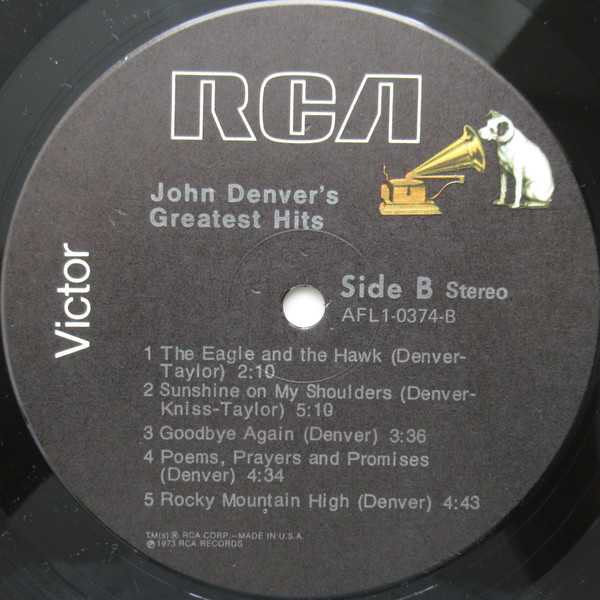 RCA
John Denver's
Greatest Hits
Victor
Side B Stereo
AFL1-0374-B
1 The Eagle and the Hawk (Denver-
Taylor) 2:10
2 Sunshine on My Shoulders (Denver-
Kniss-Taylor) 5:10
3 Goodbye Again (Denver) 3:36
4 Poems, Prayers and Promises
(Denver) 4:34
5 Rocky Mountain High (Denver) 4:43
TM(s) ® RCA CORP.—MADE IN U.S.A.
℗ 1973 RCA RECORDS